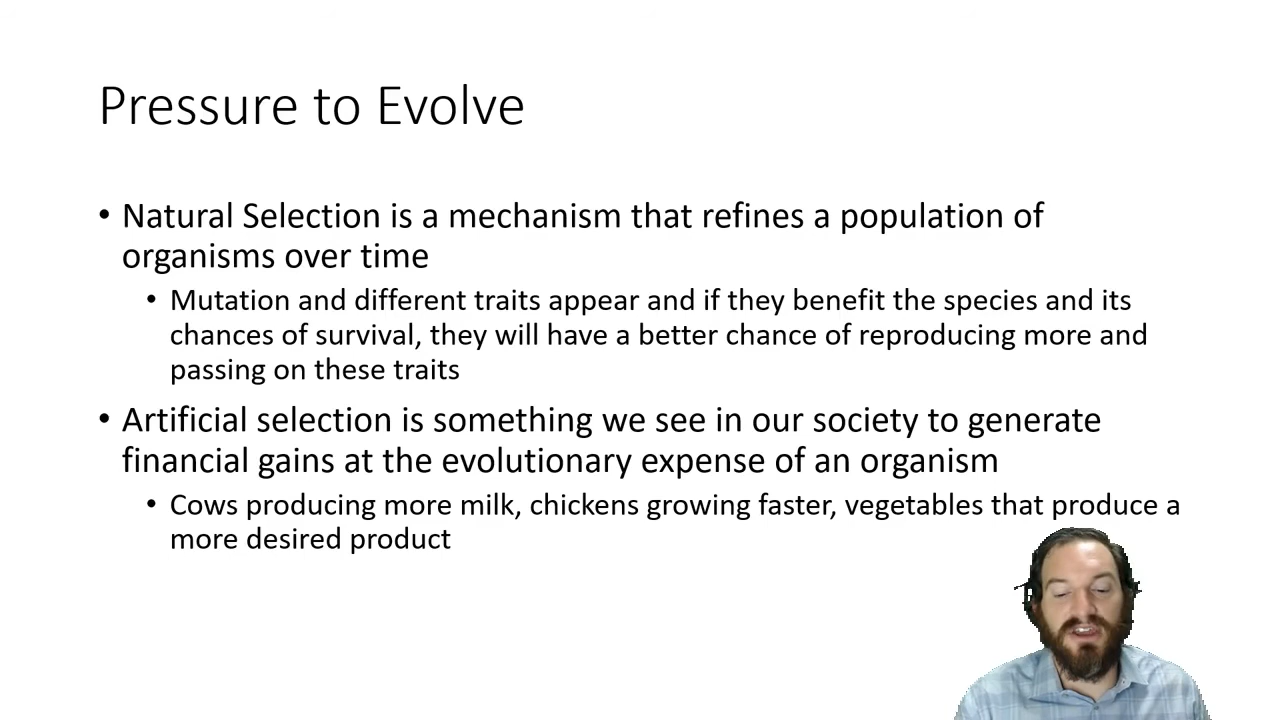 Pressure to Evolve
• Natural Selection is a mechanism that refines a population of
organisms over time
• Mutation and different traits appear and if they benefit the species and its
chances of survival, they will have a better chance of reproducing more and
passing on these traits
• Artificial selection is something we see in our society to generate
financial gains at the evolutionary expense of an organism
• Cows producing more milk, chickens growing faster, vegetables that produce a
more desired product